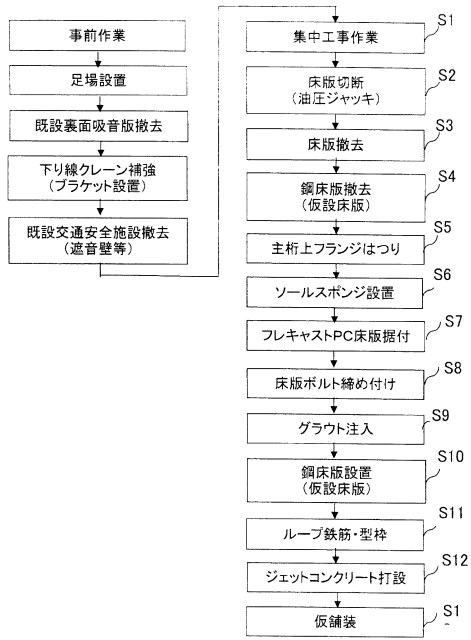 事前作業
足場設置
既設裏面吸音版撤去
下り線クレーン補強
(ブラケット設置)
既設交通安全施設撤去
(遮音壁等)
集中工事作業
S1
床版切断
(油圧ジャッキ)
S2
床版撤去
S3
鋼床版撤去
(仮設床版)
S4
主桁上フランジはつり
S5
ソールスポンジ設置
S6
フレキャストPC床版据付
S7
床版ボルト締め付け
S8
グラウト注入
S9
鋼床版設置
(仮設床版)
S10
ループ鉄筋・型枠
S11
ジェットコンクリート打設
S12
仮舗装
S1